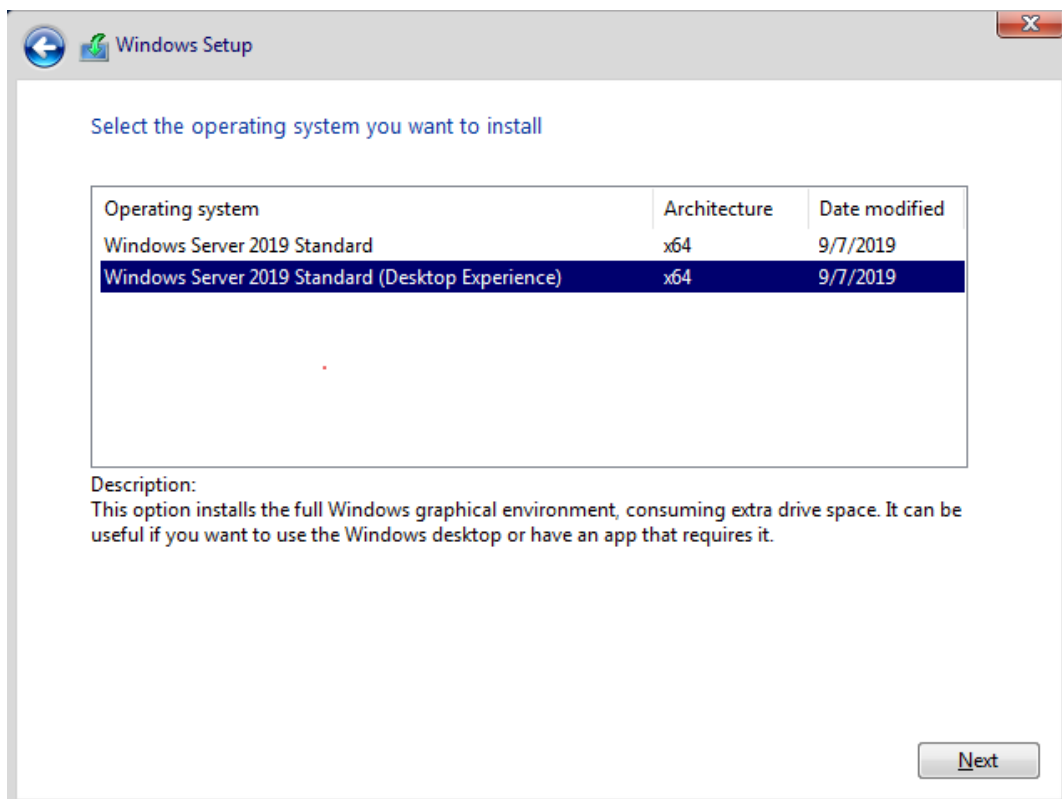 Windows Setup
Select the operating system you want to install
Operating system Architecture Date modified
Windows Server 2019 Standard x64 9/7/2019
Windows Server 2019 Standard (Desktop Experience) x64 9/7/2019
Description:
This option installs the full Windows graphical environment, consuming extra drive space. It can be
useful if you want to use the Windows desktop or have an app that requires it.
Next